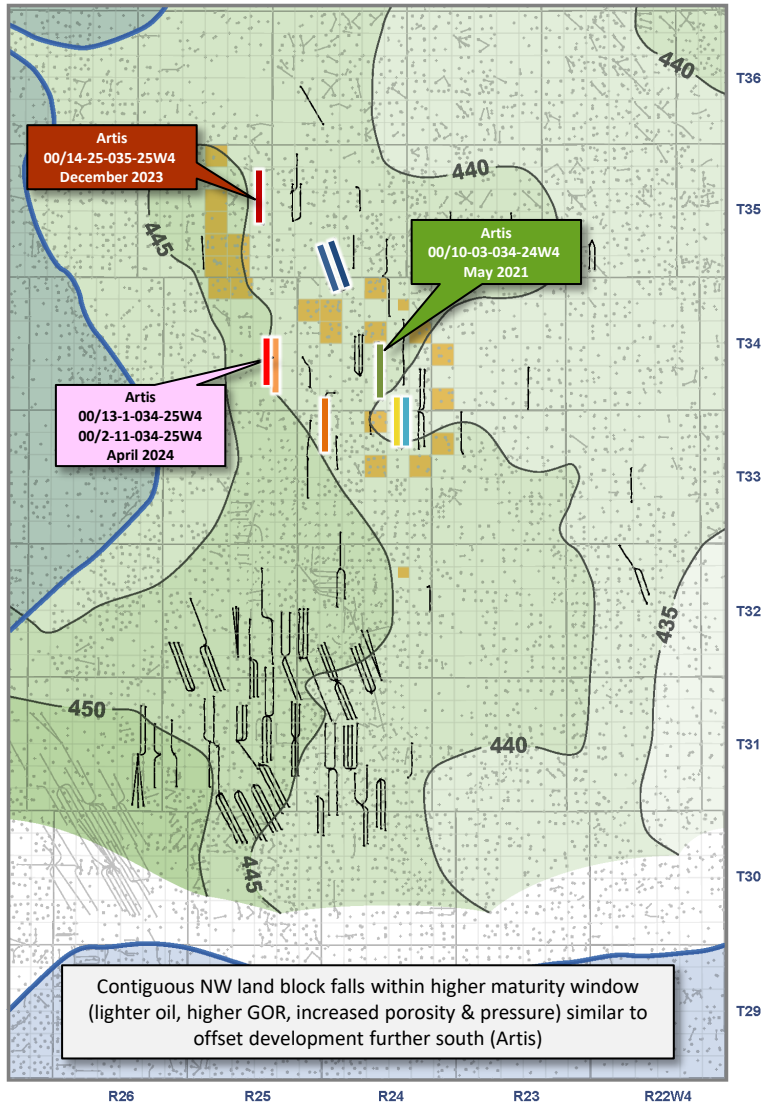 440
T36
Artis
00/14-25-035-25W4
December 2023
440
T35
445
Artis
00/10-03-034-24W4
May 2021
T34
Artis
00/13-1-034-25W4
00/2-11-034-25W4
April 2024
T33
T32
435
450
440
T31
445
T30
Contiguous NW land block falls within higher maturity window
(lighter oil, higher GOR, increased porosity & pressure) similar to
offset development further south (Artis)
T29
R26 R25 R24 R23 R22W4